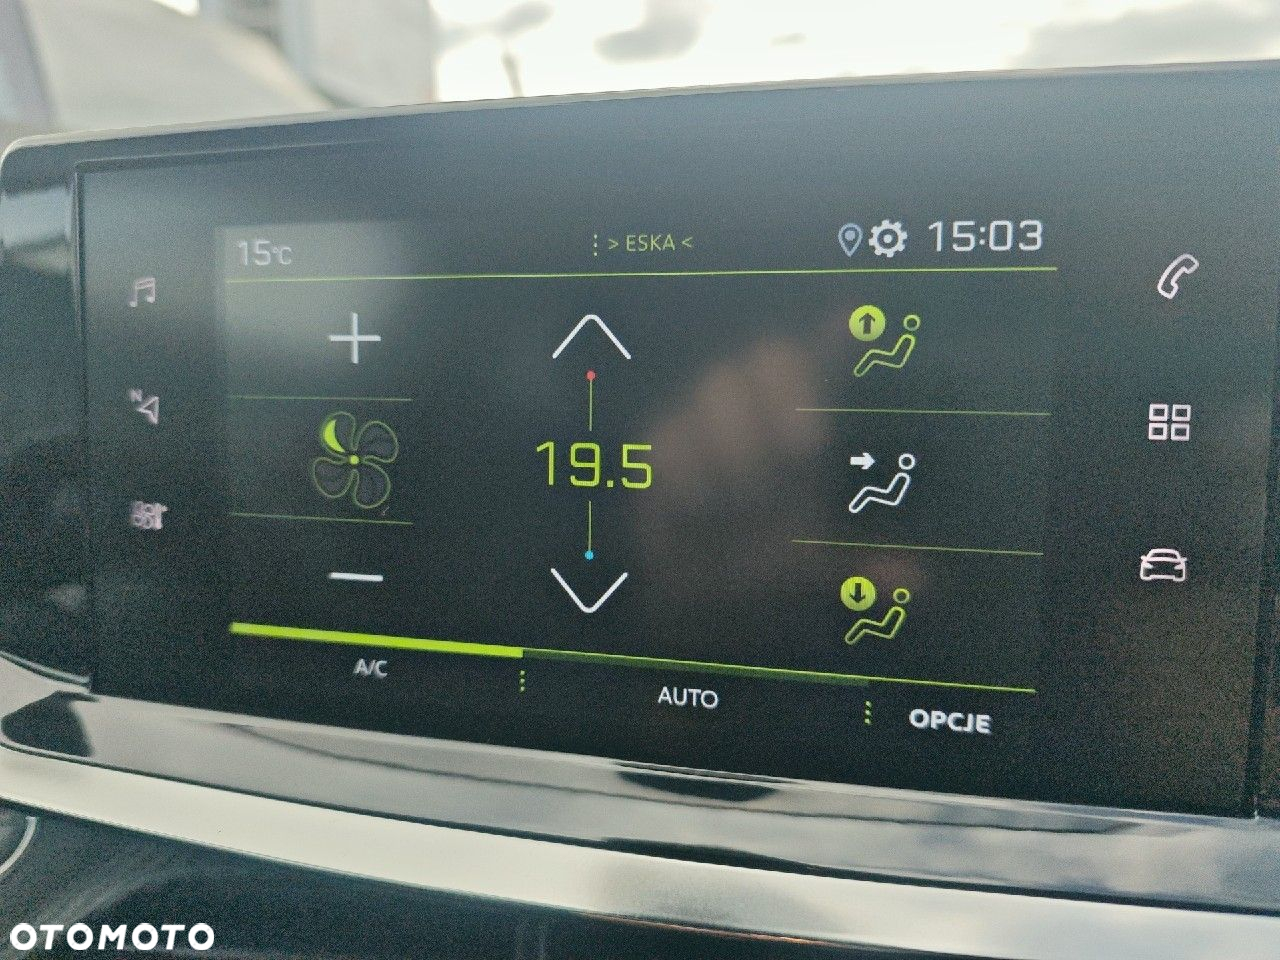 15°C
> ESKA <
15:03
N
19.5
A/C
AUTO
OPCJE
OTOMOTO